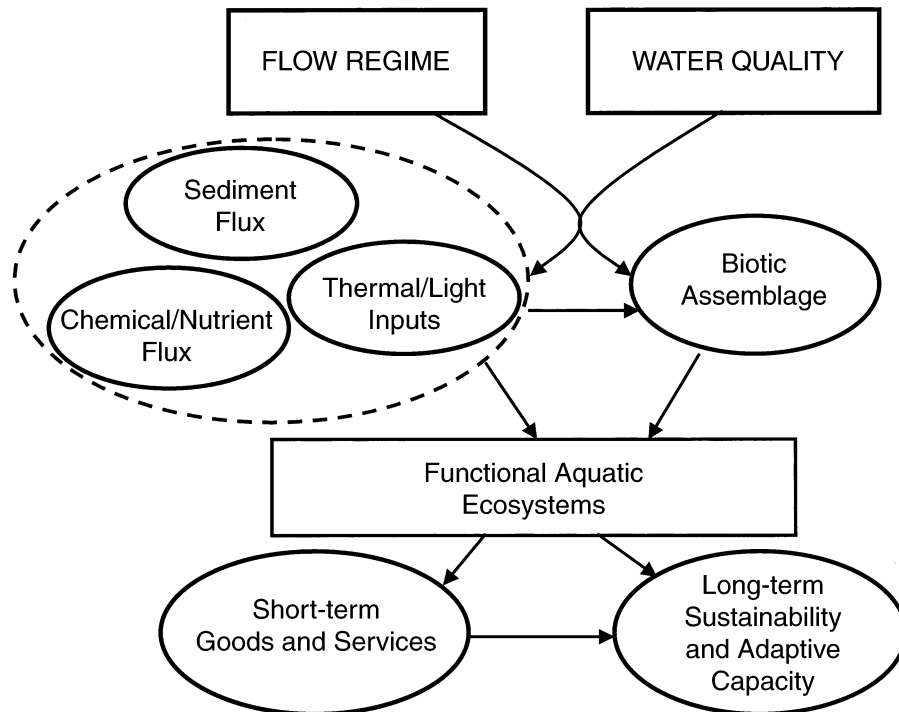 FLOW REGIME
WATER QUALITY
Sediment
Flux
Thermal/Light
Inputs
Chemical/Nutrient
Flux
Biotic
Assemblage
Functional Aquatic
Ecosystems
Short-term
Goods and Services
Long-term
Sustainability
and Adaptive
Capacity